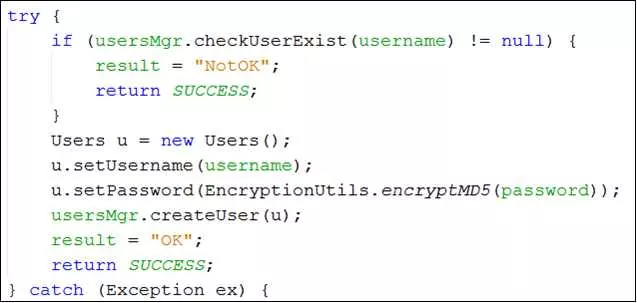 try {
if (usersMgr.checkUserExist(username) != null) {
result = "NotOK";
return SUCCESS;
}
Users u = new Users();
u.setUsername(username);
u.setPassword(EncryptionUtils.encryptMD5(password));
usersMgr.createUser(u);
result = "OK";
return SUCCESS;
} catch (Exception ex) {